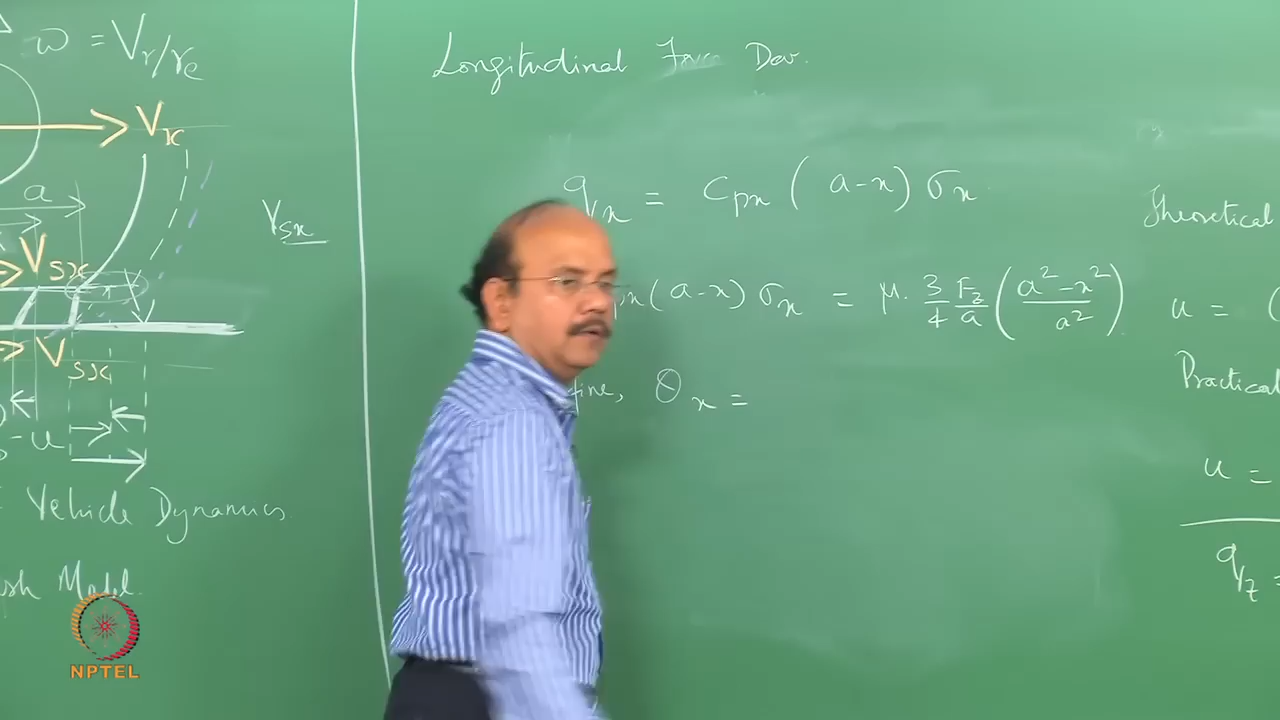 ω = Vr/re
Vx
a
Vsx
Vsx
Vsx
- u
Vehicle Dynamics
Model.
NPTEL
Longitudinal Force Dev.
qx = Cpx (a-x) σx
(a-x) σx = μ. 3/4 Fz/a (a² - x² / a²)
θx =
Theoretical
u = (
Practical
u =
qz =